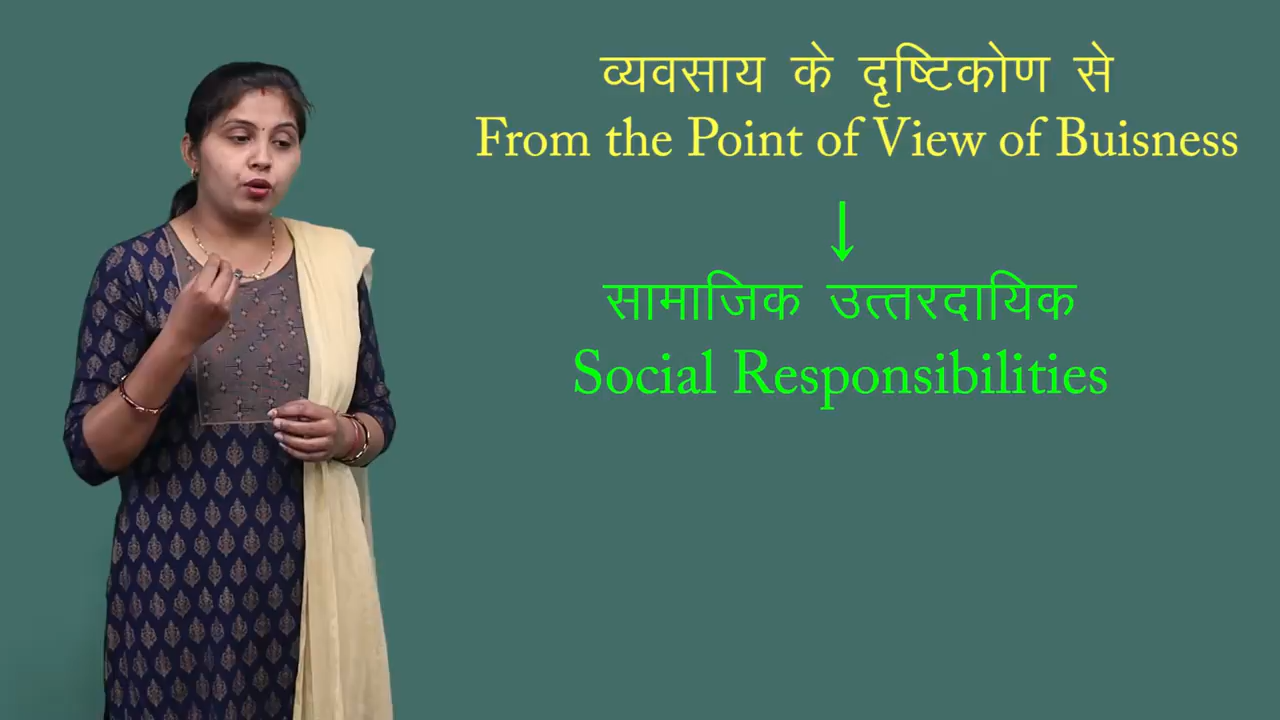 व्यवसाय के दृष्टिकोण से
From the Point of View of Buisness
↓
सामाजिक उत्तरदायिक
Social Responsibilities